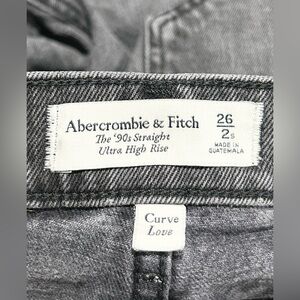 Abercrombie & Fitch
The '90s Straight
Ultra High Rise
26
2s
MADE IN
GUATEMALA
Curve
Love